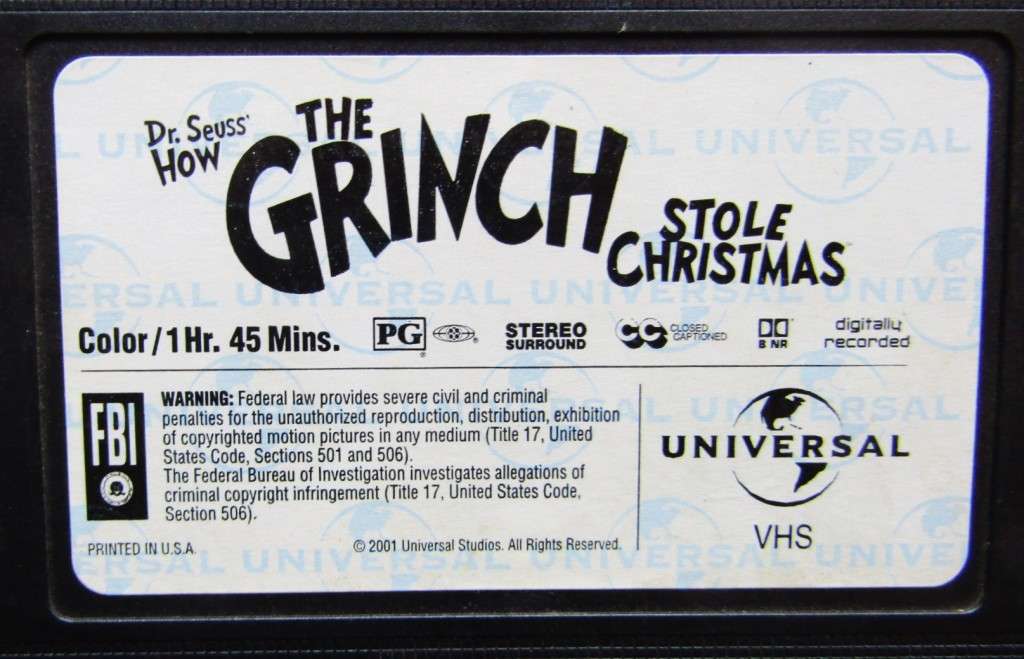 Dr. Seuss'
HOW
THE
GRINCH
STOLE
CHRISTMAS™
Color/1Hr. 45 Mins.
PG®
®
STEREO
SURROUND
CC CLOSED
CAPTIONED
B NR
digitally
recorded
FBI
WARNING: Federal law provides severe civil and criminal
penalties for the unauthorized reproduction, distribution, exhibition
of copyrighted motion pictures in any medium (Title 17, United
States Code, Sections 501 and 506).
The Federal Bureau of Investigation investigates allegations of
criminal copyright infringement (Title 17, United States Code,
Section 506).
UNIVERSAL
VHS
PRINTED IN U.S.A.
© 2001 Universal Studios. All Rights Reserved.